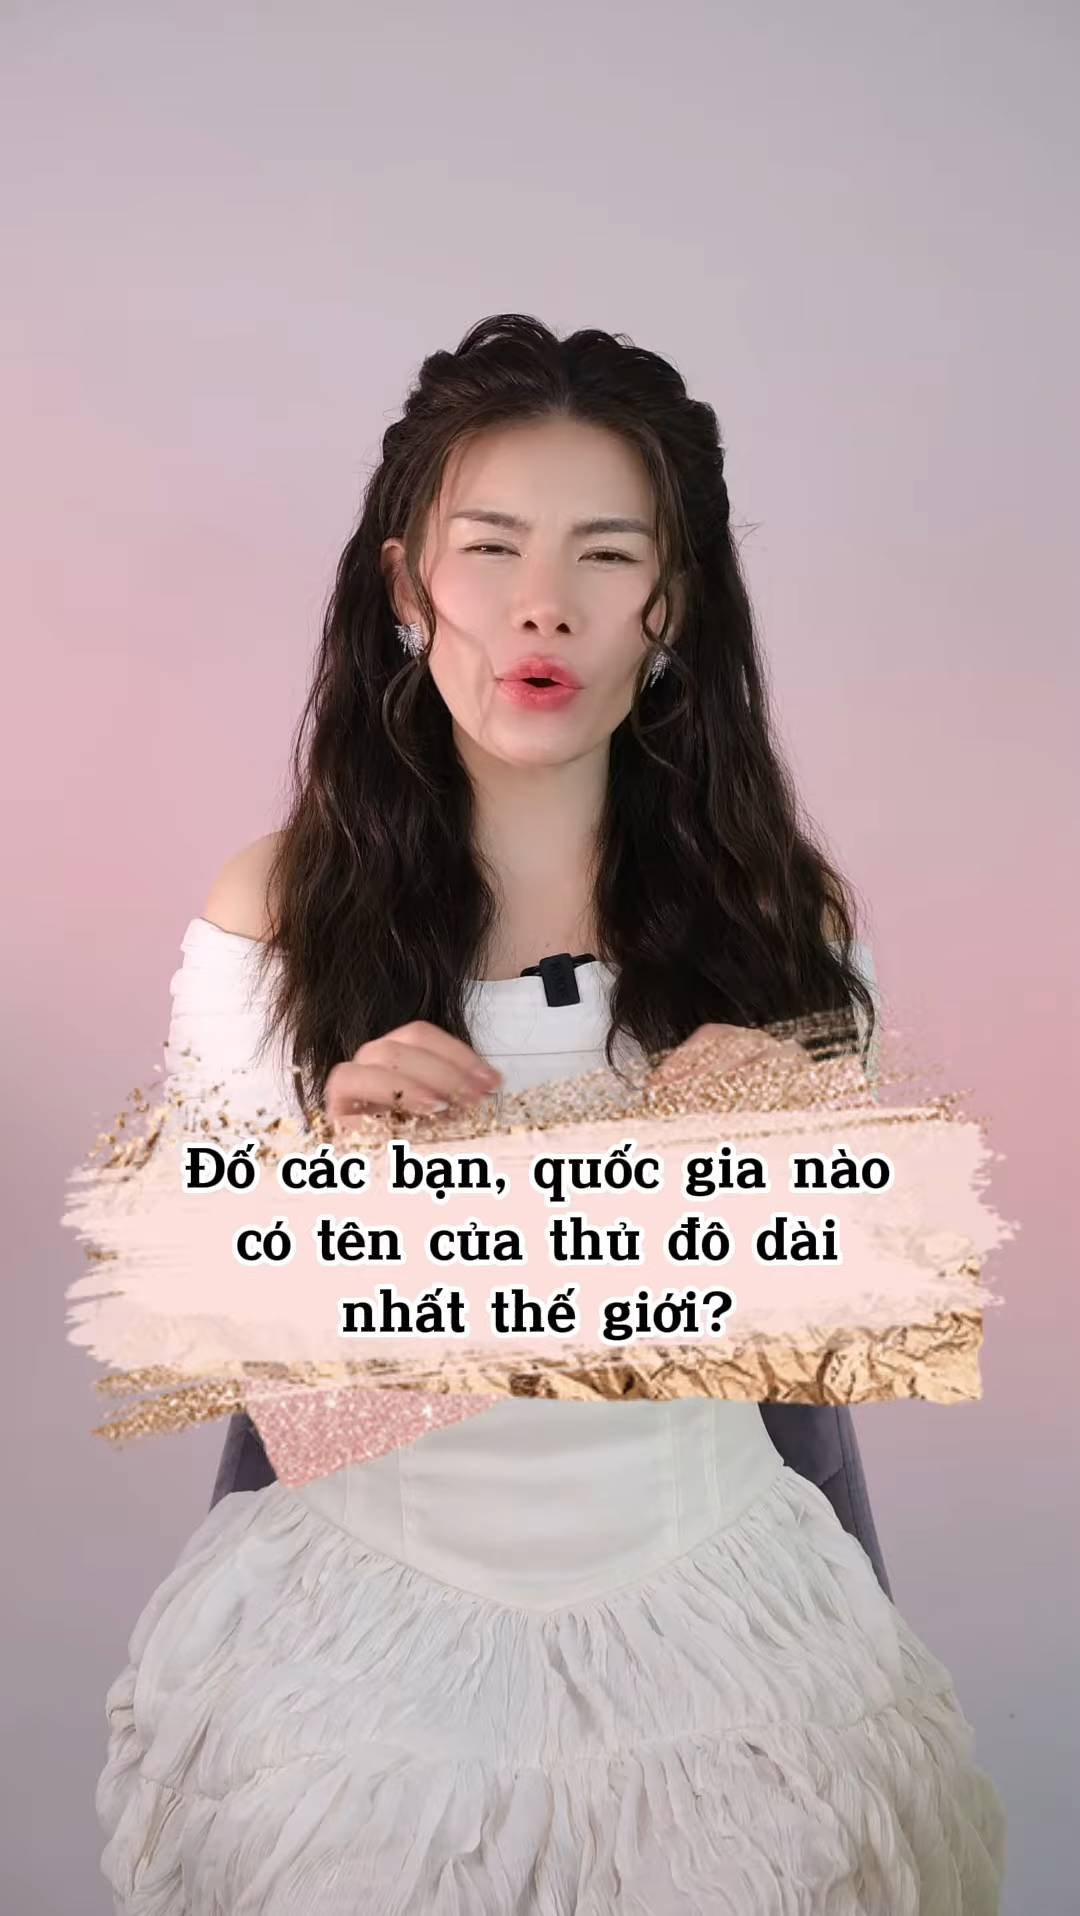 Đố các bạn, quốc gia nào
có tên của thủ đô dài
nhất thế giới?